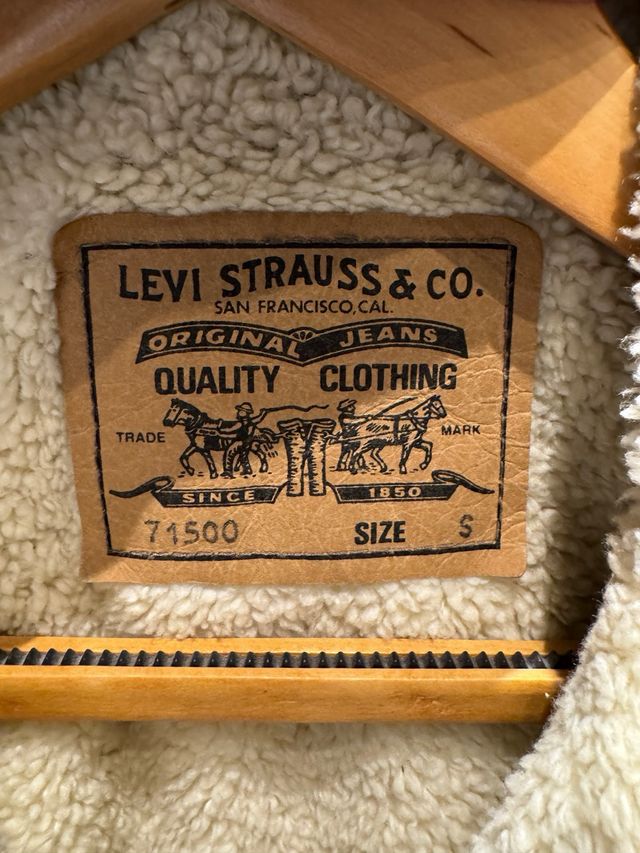 LEVI STRAUSS & CO.
SAN FRANCISCO, CAL.
ORIGINAL JEANS
QUALITY CLOTHING
TRADE MARK
SINCE 1850
71500 SIZE S